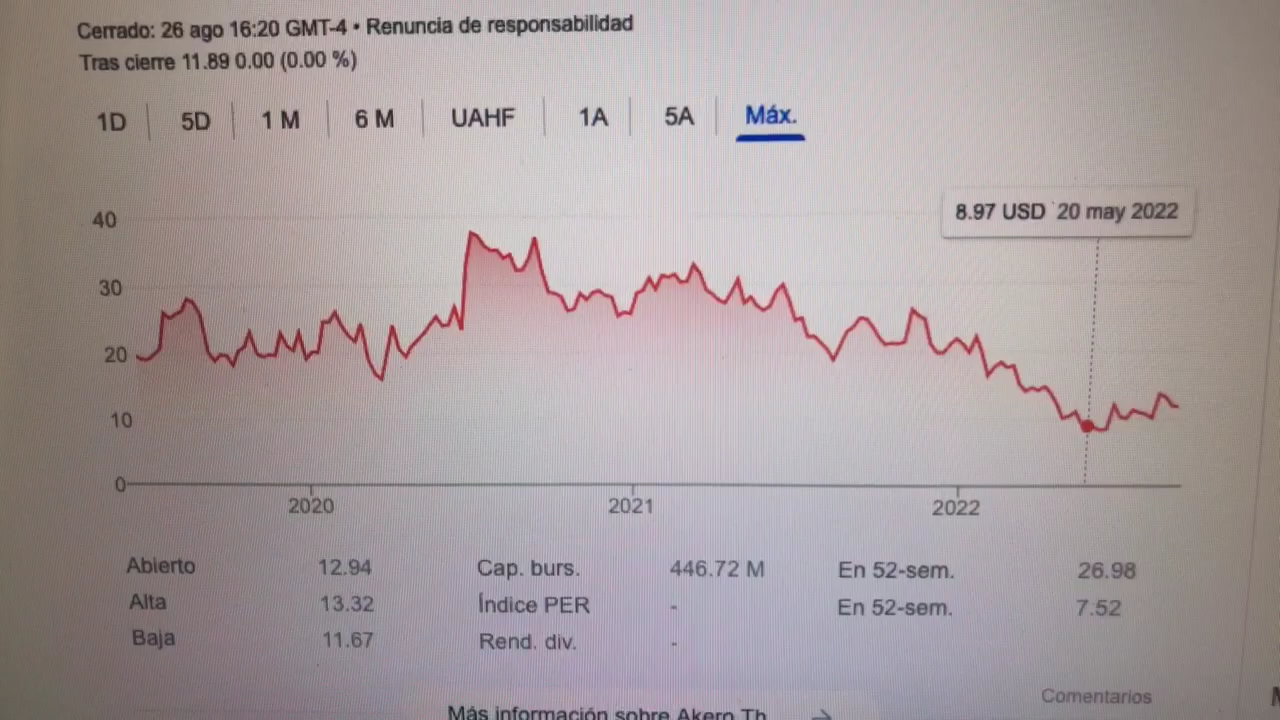 Cerrado: 26 ago 16:20 GMT-4 • Renuncia de responsabilidad
Tras cierre 11.89 0.00 (0.00 %)
1D 5D 1 M 6 M UAHF 1A 5A Máx.
8.97 USD 20 may 2022
40
30
20
10
0
2020 2021 2022
Abierto 12.94 Cap. burs. 446.72 M En 52-sem. 26.98
Alta 13.32 Índice PER - En 52-sem. 7.52
Baja 11.67 Rend. div. -
Comentarios
Más información sobre Akero Th